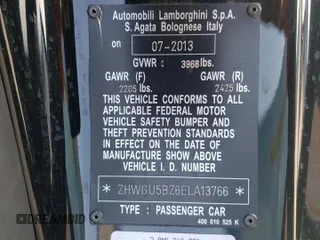 Automobili Lamborghini S.p.A.
S. Agata Bolognese Italy
on 07-2013
GVWR : 3968 lbs.
GAWR (F) GAWR (R)
2205 lbs. 2425 lbs.
THIS VEHICLE CONFORMS TO ALL
APPLICABLE FEDERAL MOTOR
VEHICLE SAFETY BUMPER AND
THEFT PREVENTION STANDARDS
IN EFFECT ON THE DATE OF
MANUFACTURE SHOW ABOVE
VEHICLE I. D. NUMBER
* ZHWGU5BZ6ELA13766 *
TYPE : PASSENGER CAR
400 010 525 K